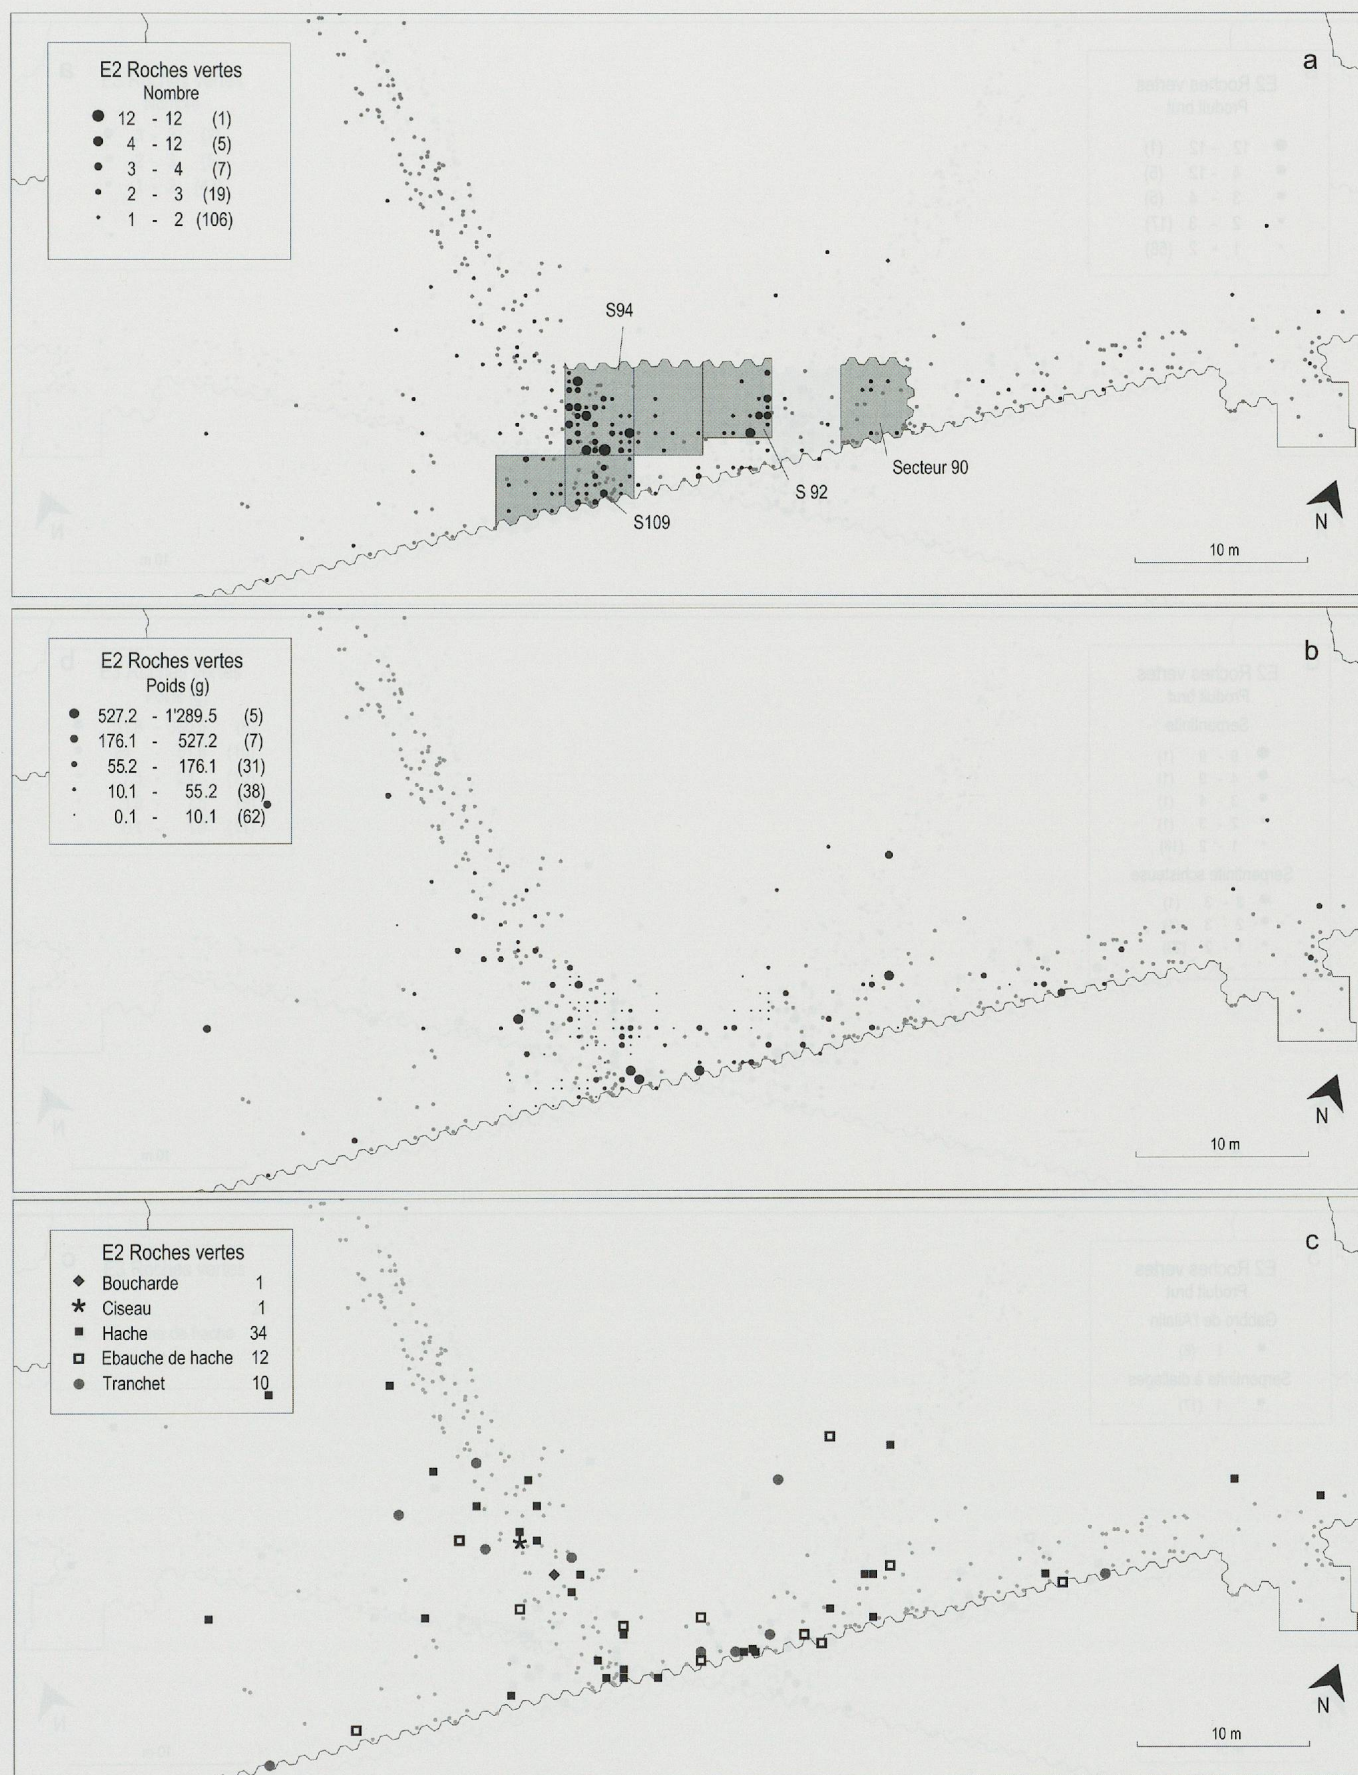 a
E2 Roches vertes
Nombre
12 - 12 (1)
4 - 12 (5)
3 - 4 (7)
2 - 3 (19)
1 - 2 (106)
S94
Secteur 90
S 92
S109
N
10 m
b
E2 Roches vertes
Poids (g)
527.2 - 1'289.5 (5)
176.1 - 527.2 (7)
55.2 - 176.1 (31)
10.1 - 55.2 (38)
0.1 - 10.1 (62)
N
10 m
c
E2 Roches vertes
Boucharde 1
Ciseau 1
Hache 34
Ebauche de hache 12
Tranchet 10
N
10 m